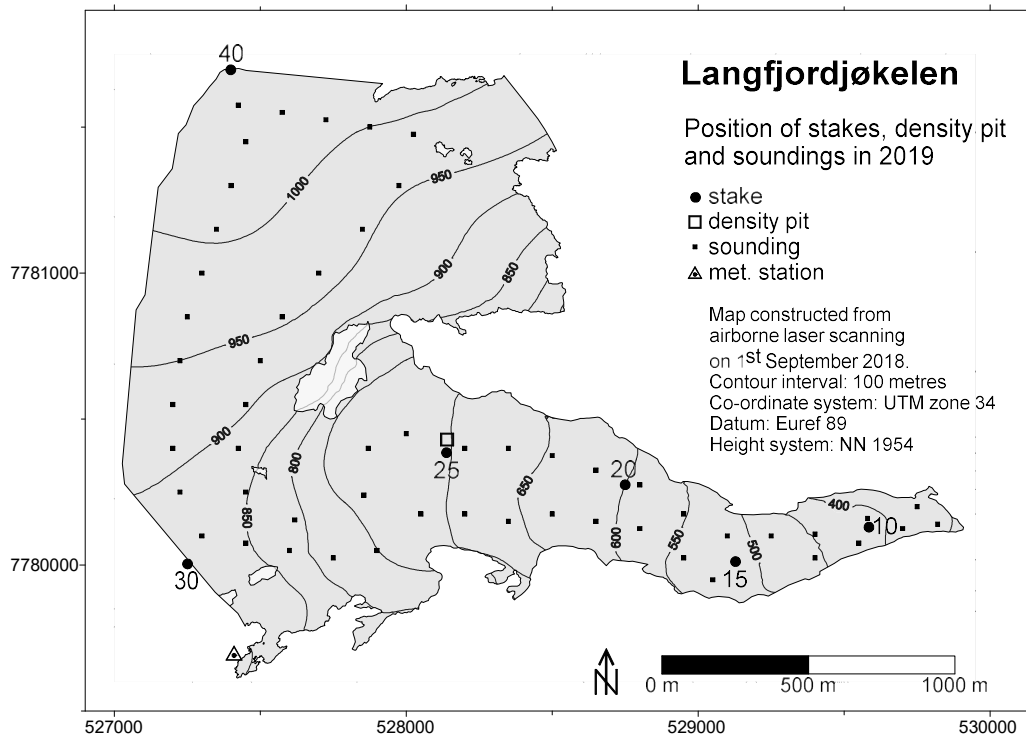 40
Langfjordjøkelen
Position of stakes, density pit
and soundings in 2019
stake
density pit
sounding
met. station
Map constructed from
airborne laser scanning
on 1st September 2018.
Contour interval: 100 metres
Co-ordinate system: UTM zone 34
Datum: Euref 89
Height system: NN 1954
1000
950
900
850
7781000
950
900
800
850
25
650
20
600
550
500
400
10
15
7780000
30
N
0 m
500 m
1000 m
527000
528000
529000
530000